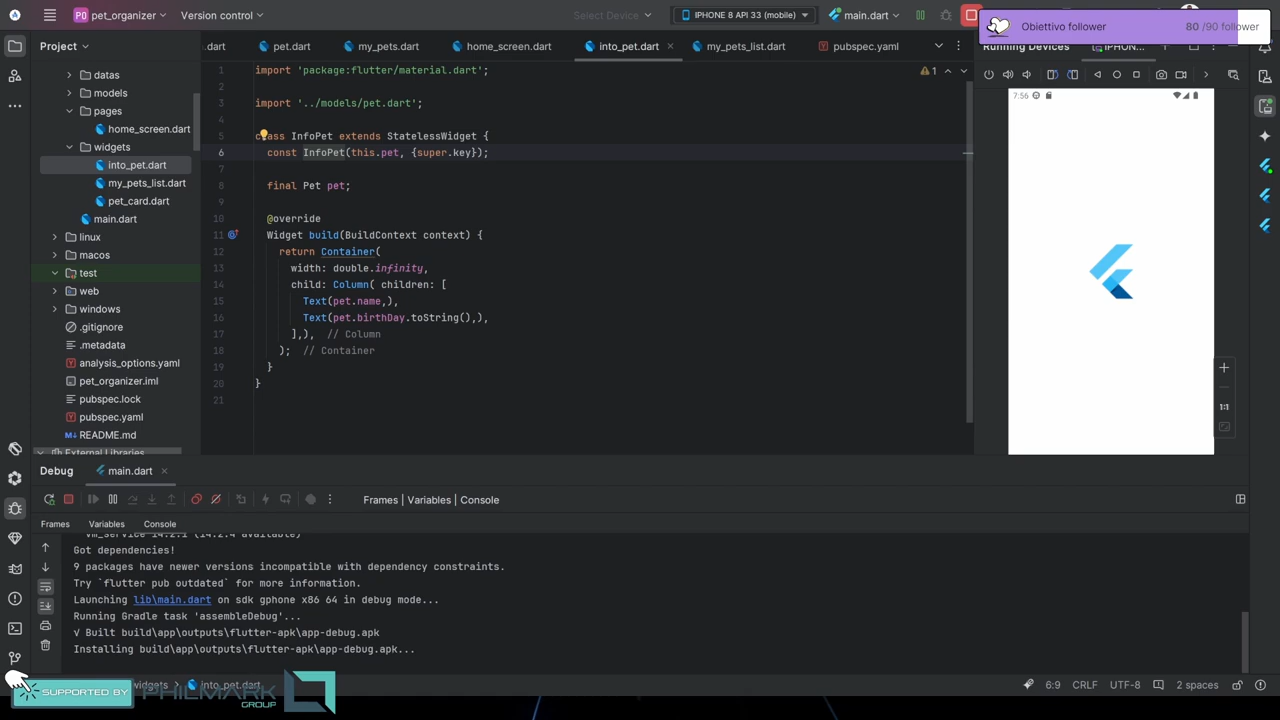 PO pet_organizer Version control
Select Device
IPHONE 8 API 33 (mobile)
main.dart
Obiettivo follower
80 /90 follower
Project
.dart
pet.dart
my_pets.dart
home_screen.dart
into_pet.dart
my_pets_list.dart
pubspec.yaml
Running Devices
IPHON...
datas
models
pages
home_screen.dart
widgets
into_pet.dart
my_pets_list.dart
pet_card.dart
main.dart
linux
macos
test
web
windows
.gitignore
.metadata
analysis_options.yaml
pet_organizer.iml
pubspec.lock
pubspec.yaml
README.md
External Libraries
1 import 'package:flutter/material.dart';
2
3 import '../models/pet.dart';
4
5 class InfoPet extends StatelessWidget {
6 const InfoPet(this.pet, {super.key});
7
8 final Pet pet;
9
10 @override
11 Widget build(BuildContext context) {
12 return Container(
13 width: double.infinity,
14 child: Column( children: [
15 Text(pet.name,),
16 Text(pet.birthDay.toString(),),
17 ],), // Column
18 ); // Container
19 }
20 }
21
1
7:56
1:1
Debug
main.dart
Frames | Variables | Console
Frames Variables Console
vm_service 14.2.1 (14.2.4 available)
Got dependencies!
9 packages have newer versions incompatible with dependency constraints.
Try `flutter pub outdated` for more information.
Launching lib\main.dart on sdk gphone x86 64 in debug mode...
Running Gradle task 'assembleDebug'...
√ Built build\app\outputs\flutter-apk\app-debug.apk
Installing build\app\outputs\flutter-apk\app-debug.apk...
SUPPORTED BY
PHILMARK
GROUP
widgets
into_pet.dart
6:9 CRLF UTF-8 2 spaces